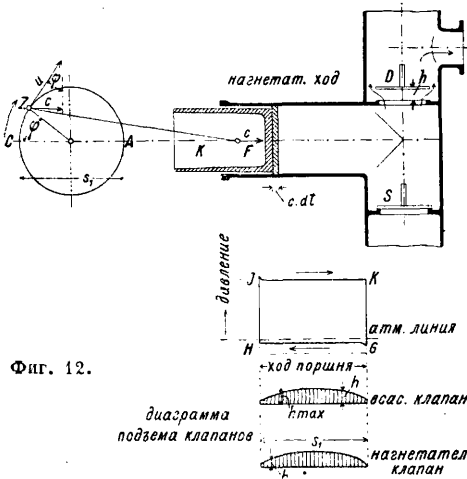 нагнетат. ход
D
h
u
φ
Z
c
φ
C
A
K
c
F
S
s₁
c.dt
давление
J
K
атм. линия
H
G
Фиг. 12.
ход поршня
h
hmax
всас. клапан
диаграмма
подъема клапанов
s₁
нагнетател
клапан
h